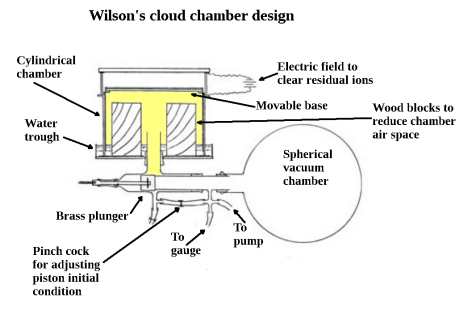 Wilson's cloud chamber design
Cylindrical
chamber
Electric field to
clear residual ions
Movable base
Wood blocks to
reduce chamber
air space
Water
trough
Spherical
vacuum
chamber
Brass plunger
To
gauge
To
pump
Pinch cock
for adjusting
piston initial
condition